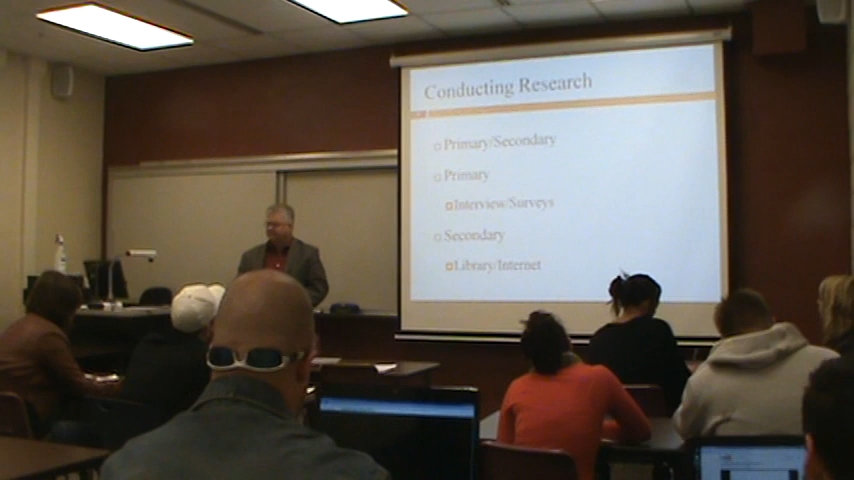 Conducting Research
Primary/Secondary
Primary
Interview/Surveys
Secondary
Library/Internet